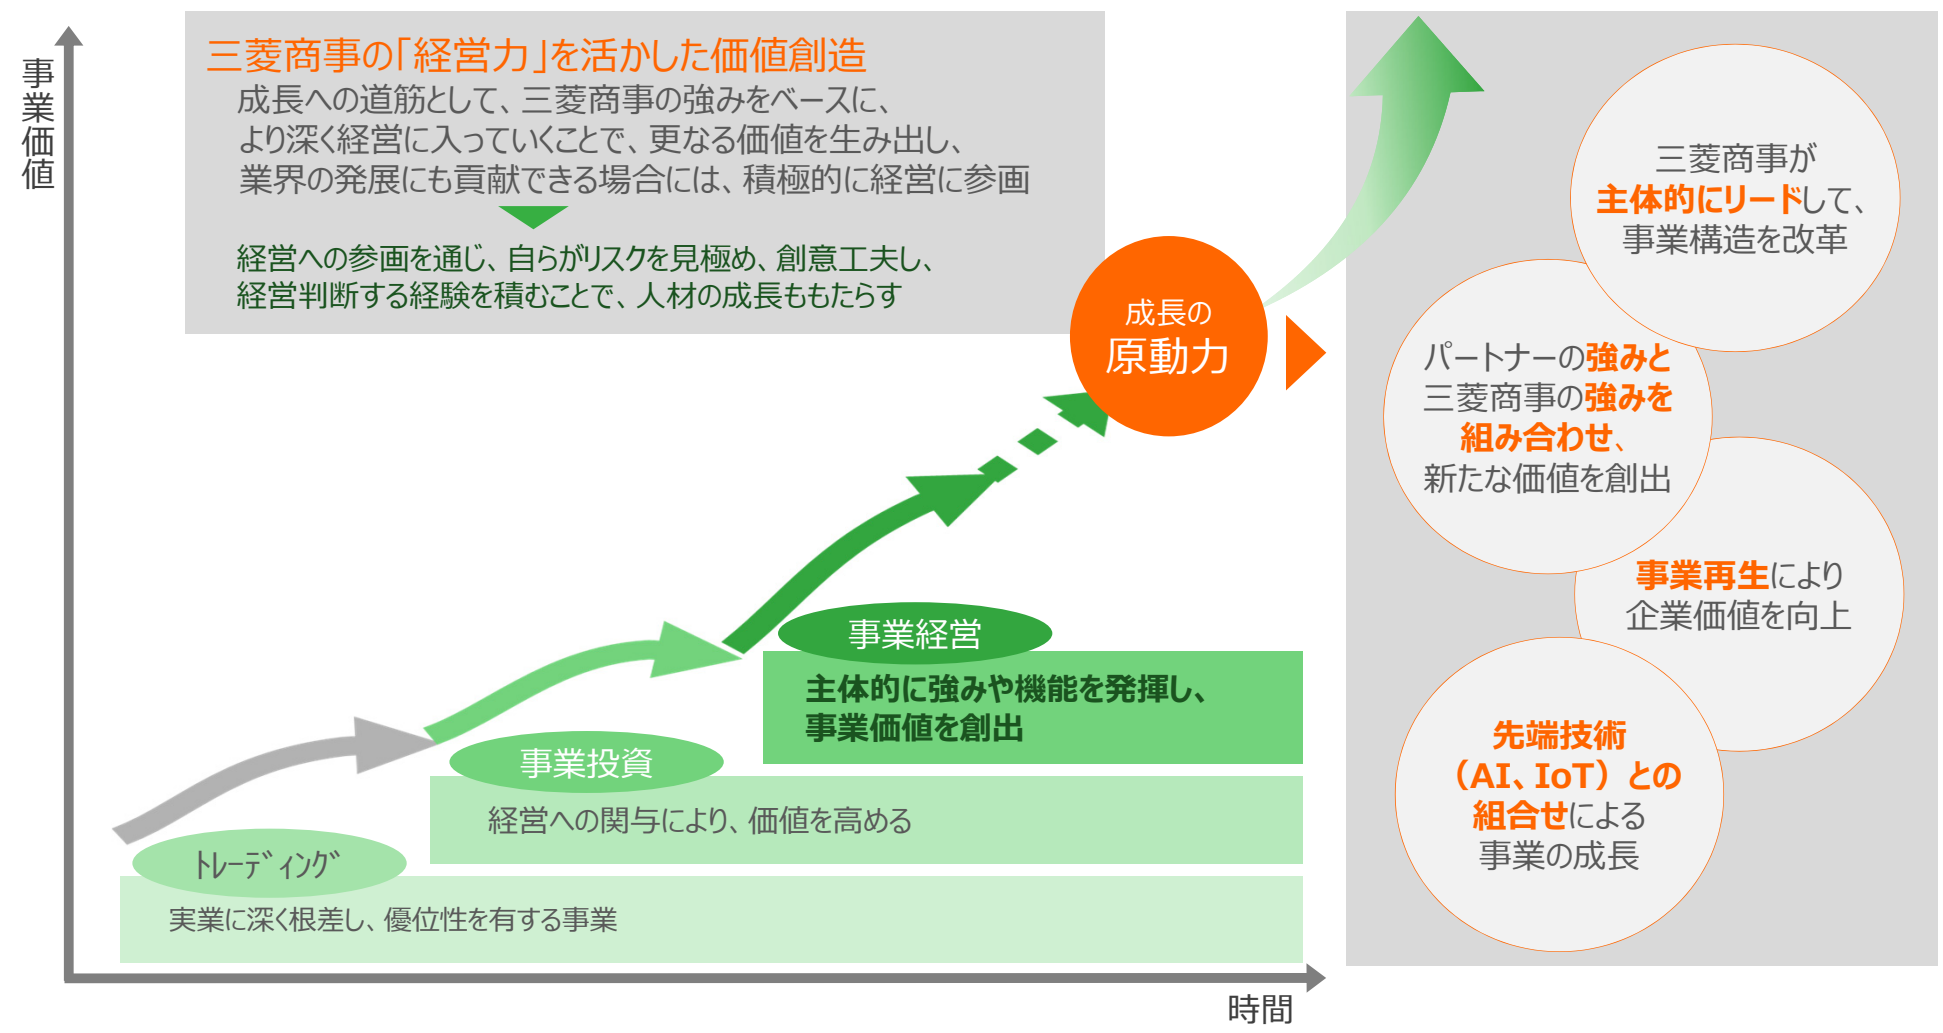 事業価値
三菱商事の「経営力」を活かした価値創造
成長への道筋として、三菱商事の強みをベースに、
より深く経営に入っていくことで、更なる価値を生み出し、
業界の発展にも貢献できる場合には、積極的に経営に参画
経営への参画を通じ、自らがリスクを見極め、創意工夫し、
経営判断する経験を積むことで、人材の成長ももたらす
成長の
原動力
事業経営
主体的に強みや機能を発揮し、
事業価値を創出
事業投資
経営への関与により、価値を高める
ﾄﾚｰﾃﾞｨﾝｸﾞ
実業に深く根差し、優位性を有する事業
時間
三菱商事が
主体的にリードして、
事業構造を改革
パートナーの強みと
三菱商事の強みを
組み合わせ、
新たな価値を創出
事業再生により
企業価値を向上
先端技術
（AI、IoT）との
組合せによる
事業の成長